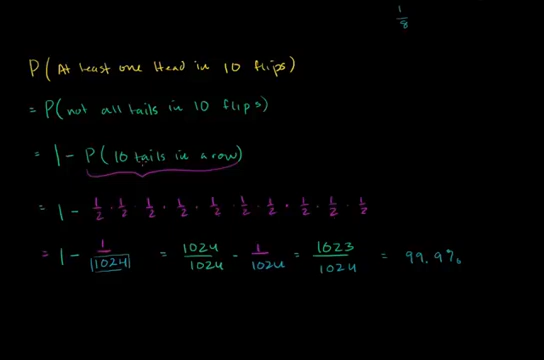 1/8
P( At least one Head in 10 flips)
= P(not all tails in 10 flips)
= 1 - P( 10 tails in a row)
= 1 - 1/2 · 1/2 · 1/2 · 1/2 · 1/2 · 1/2 · 1/2 · 1/2 · 1/2 · 1/2
= 1 - 1/1024 = 1024/1024 - 1/1024 = 1023/1024 = 99.9%